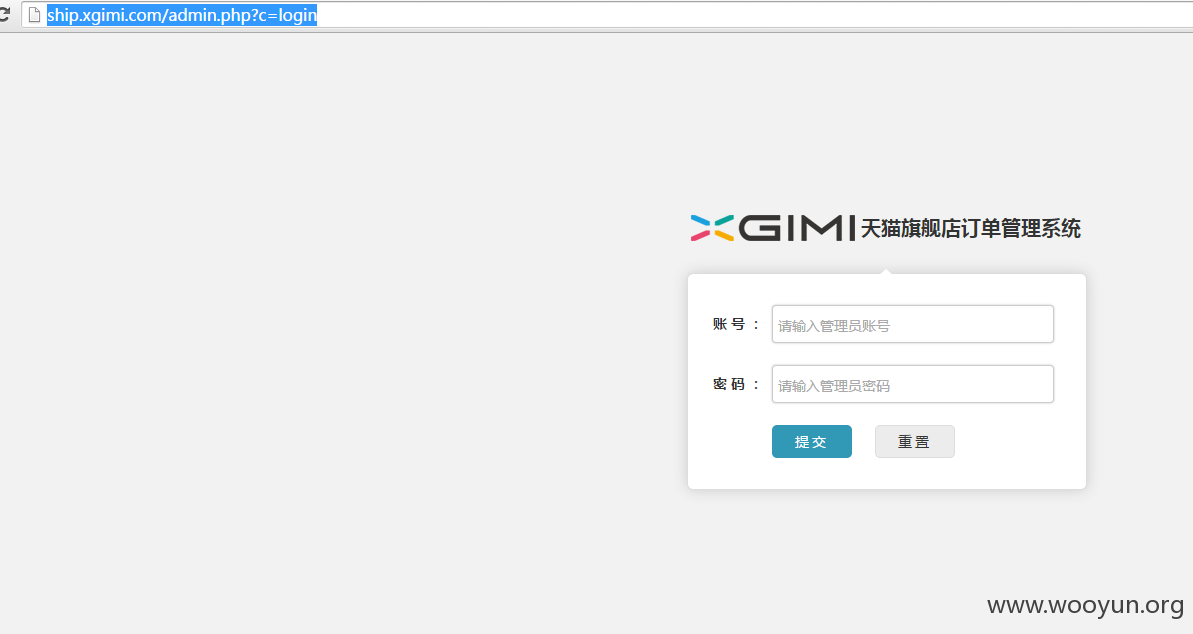 ship.xgimi.com/admin.php?c=login
XGIMI 天猫旗舰店订单管理系统
账号： 请输入管理员账号
密码： 请输入管理员密码
提交 重置
www.wooyun.org